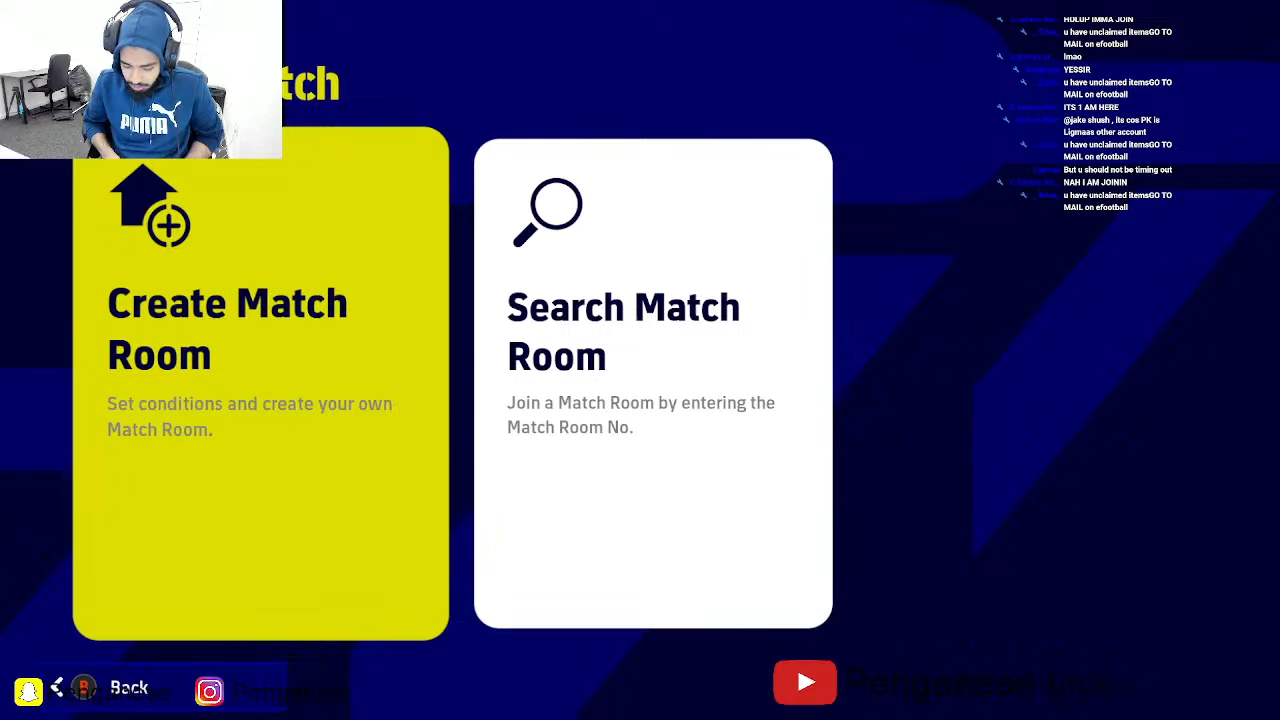 tch
PUMA
Create Match
Room
Set conditions and create your own
Match Room.
Search Match
Room
Join a Match Room by entering the
Match Room No.
B Back
Penganese
HOLUP IMMA JOIN
u have unclaimed itemsGO TO
MAIL on efootball
lmao
YESSIR
u have unclaimed itemsGO TO
MAIL on efootball
ITS 1 AM HERE
@jake shush , its cos PK is
Ligmaas other account
u have unclaimed itemsGO TO
MAIL on efootball
But u should not be timing out
NAH I AM JOININ
u have unclaimed itemsGO TO
MAIL on efootball